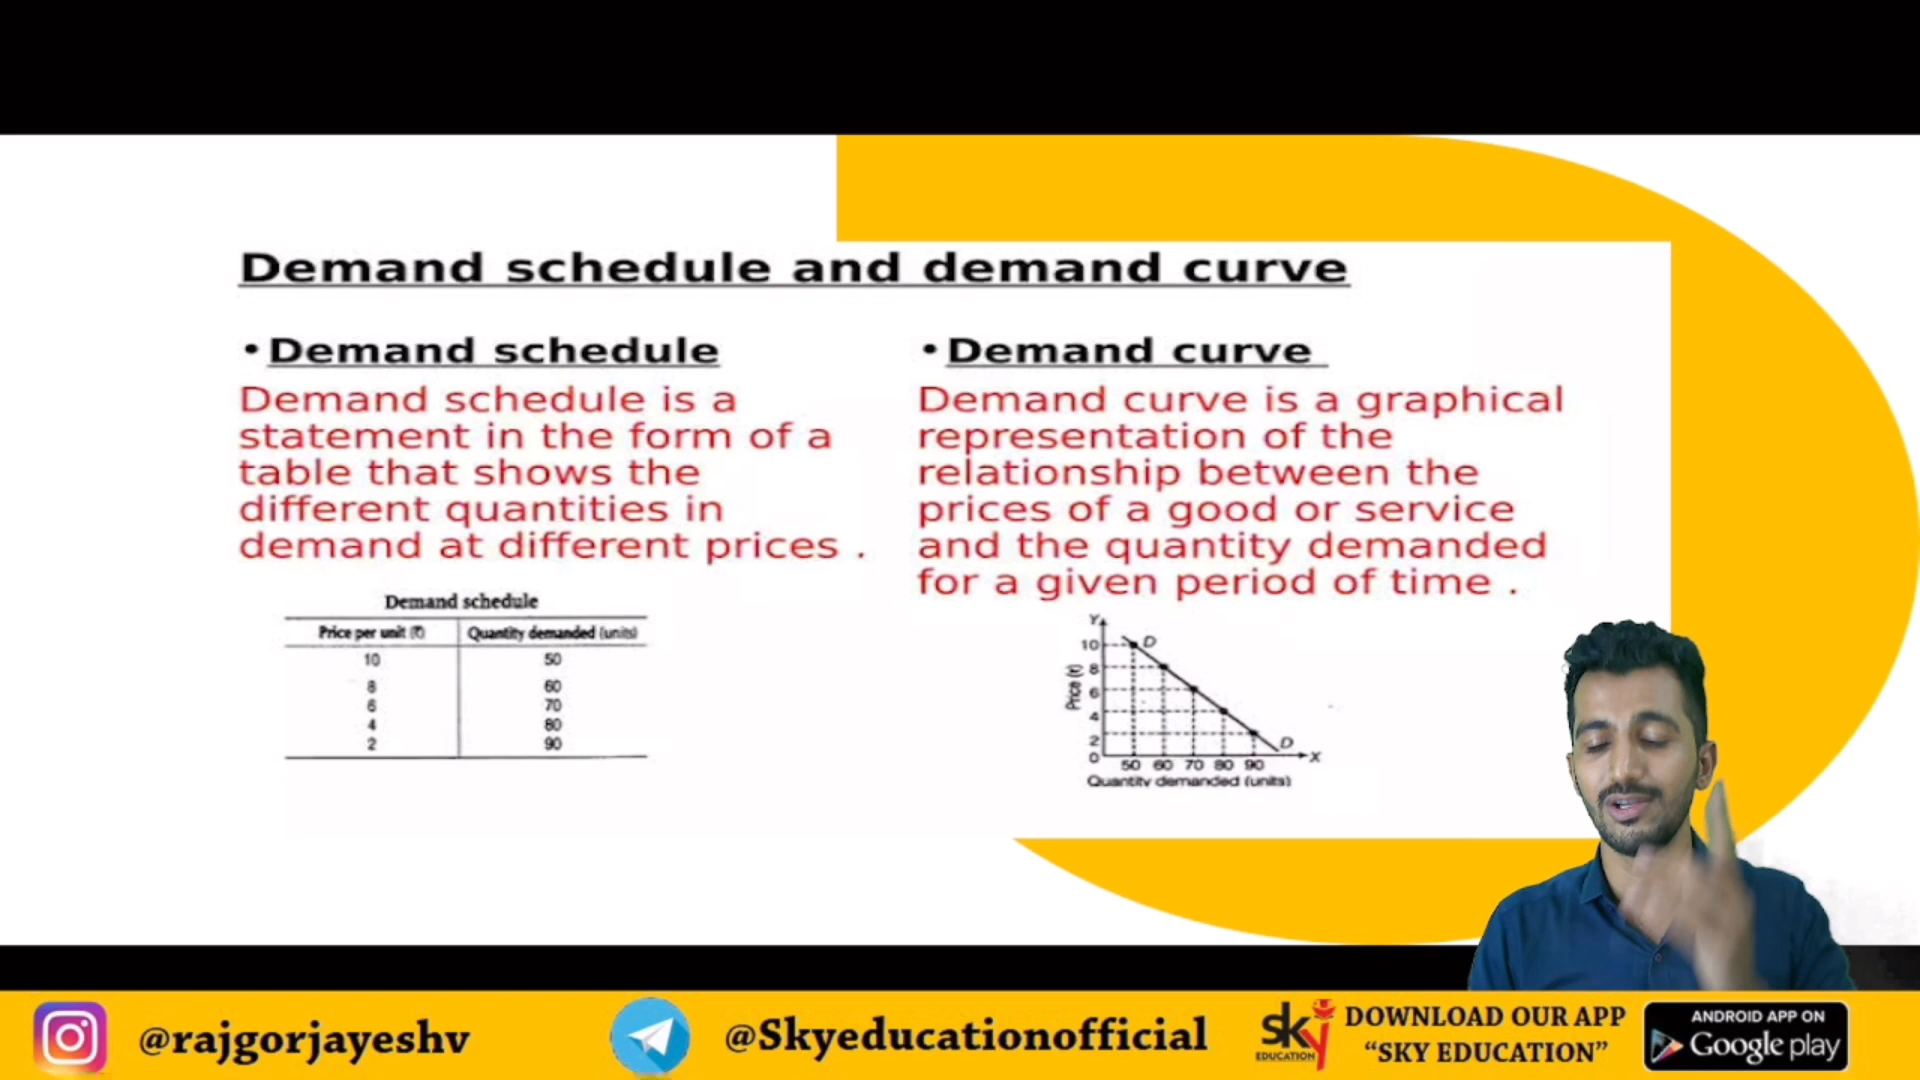 Demand schedule and demand curve
• Demand schedule
Demand schedule is a
statement in the form of a
table that shows the
different quantities in
demand at different prices .
Demand schedule
Price per unit (₹) Quantity demanded (units)
10 50
8 60
6 70
4 80
2 90
• Demand curve
Demand curve is a graphical
representation of the
relationship between the
prices of a good or service
and the quantity demanded
for a given period of time .
Y
10
8
6
4
2
0
Price (₹)
D
D
X
50 60 70 80 90
Quantity demanded (units)
@rajgorjayeshv
@Skyeducationofficial
sky
EDUCATION
DOWNLOAD OUR APP
“SKY EDUCATION”
ANDROID APP ON
Google play